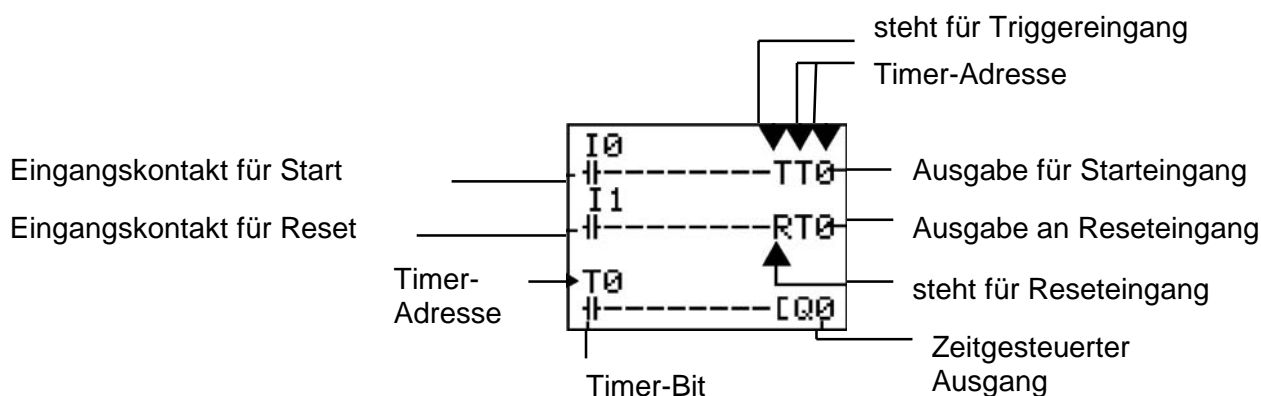 steht für Triggereingang
Timer-Adresse
I0
Eingangskontakt für Start
TT0
Ausgabe für Starteingang
I1
Eingangskontakt für Reset
RT0
Ausgabe an Reseteingang
Timer-
Adresse
T0
steht für Reseteingang
[Q0
Zeitgesteuerter
Ausgang
Timer-Bit